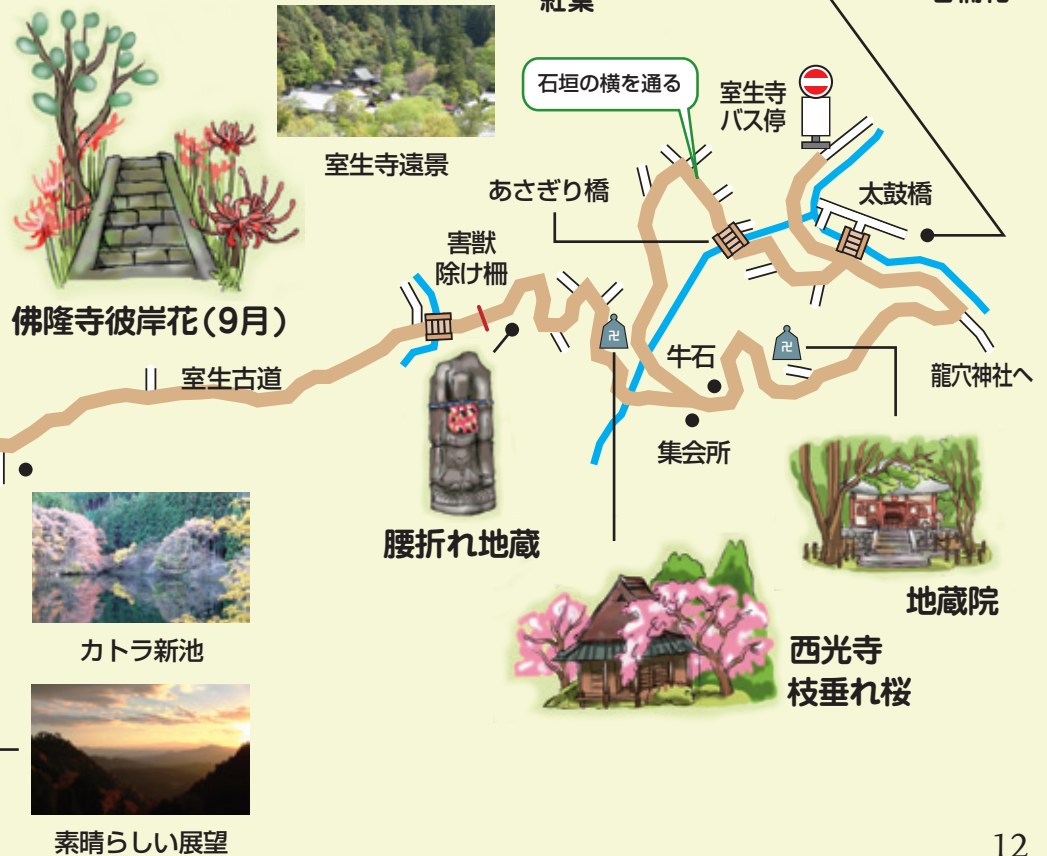 紅葉
石垣の横を通る
室生寺
バス停
室生寺遠景
あさぎり橋
太鼓橋
害獣
除け柵
佛隆寺彼岸花(9月)
室生古道
牛石
龍穴神社へ
集会所
腰折れ地蔵
地蔵院
カトラ新池
西光寺
枝垂れ桜
素晴らしい展望
12